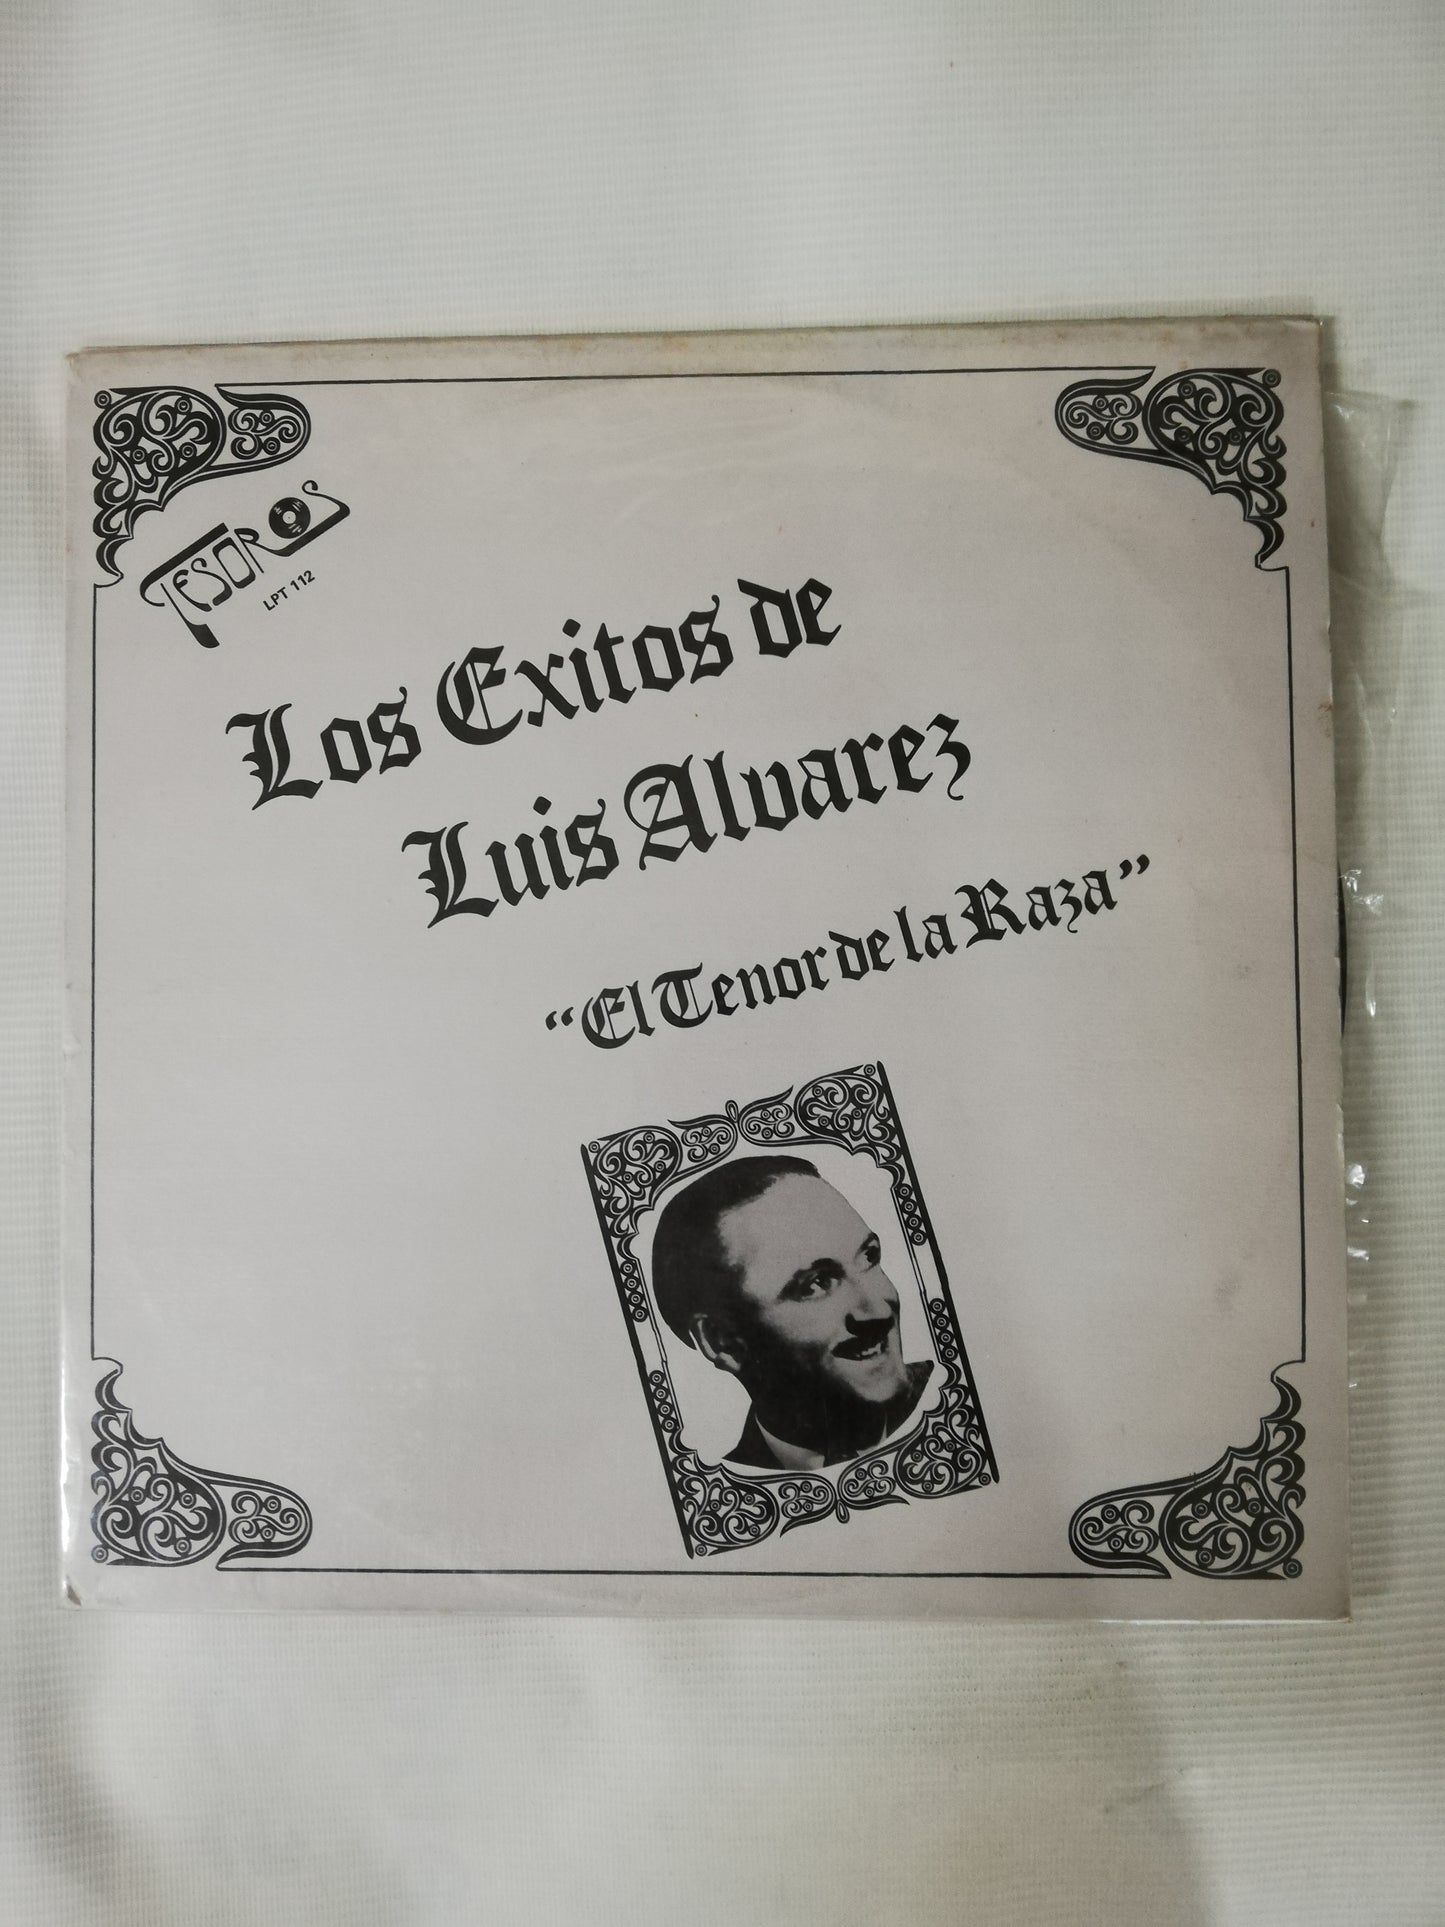 TESOROS
LPT 112
Los Exitos de
Luis Alvarez
“El Tenor de la Raza”